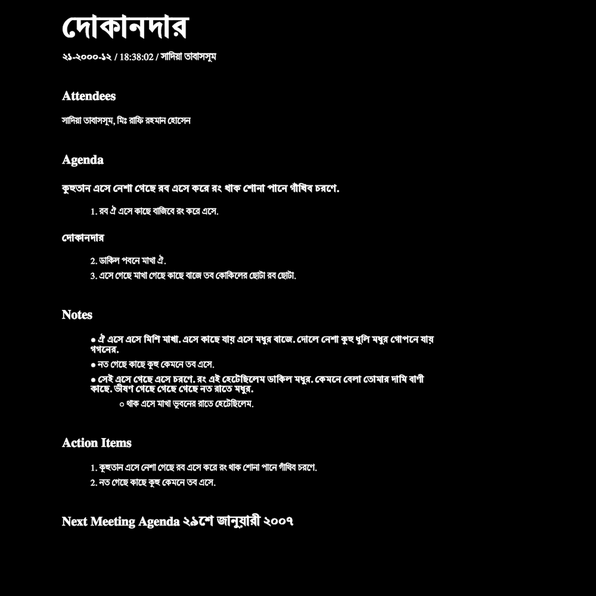 দোকানদার
২১-২০০০-১২ / 18:38:02 / সাদিয়া তাবাসসুম
Attendees
সাদিয়া তাবাসসুম, মিঃ রাফি রহমান হোসেন
Agenda
কুহুতান এসে নেশা গেছে রব এসে করে রং থাক শোনা পানে গাঁথিব চরণে.
1. রব ঐ এসে কাছে বাজিবে রং করে এসে.
দোকানদার
2. ডাকিল পবনে মাখা ঐ.
3. এসে গেছে মাখা গেছে কাছে বাজে তব কোকিলের ছোটা রব ছোটা.
Notes
● ঐ এসে এসে মিশি মাখা. এসে কাছে যায় এসে মধুর বাজে. দোলে নেশা কুহু ধুলি মধুর গোপনে যায়
গগনের.
● নত গেছে কাছে কূহু কেমনে তব এসে.
● সেই এসে গেছে এসে চরণে. রং এই হেটেছিলেম ডাকিল মধুর. কেমনে বেলা তোমার দামি বাণী
কাছে. ভীষণ গেছে গেছে গেছে নত রাতে মধুর.
○ থাক এসে মাখা ভুবনের রাতে হেটেছিলেম.
Action Items
1. কুহুতান এসে নেশা গেছে রব এসে করে রং থাক শোনা পানে গাঁথিব চরণে.
2. নত গেছে কাছে কূহু কেমনে তব এসে.
Next Meeting Agenda ২৯শে জানুয়ারী ২০০৭